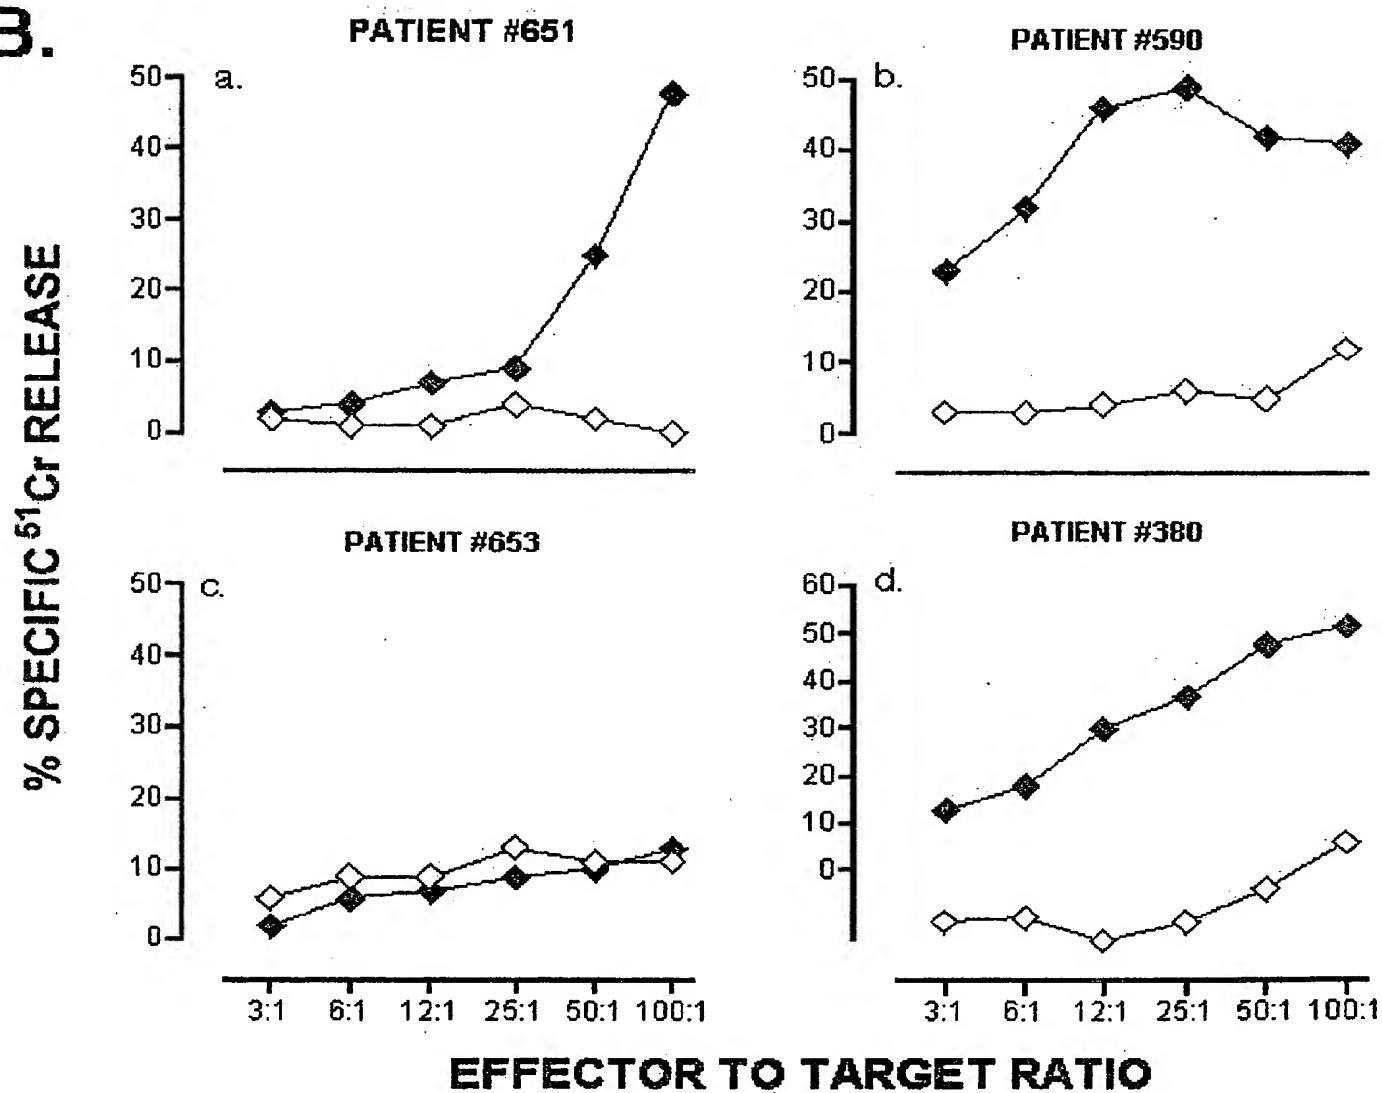 B.
PATIENT #651
PATIENT #590
a.
50
40
30
20
10
0
b.
50
40
30
20
10
0
% SPECIFIC ⁵¹Cr RELEASE
PATIENT #653
PATIENT #380
c.
50
40
30
20
10
0
d.
60
50
40
30
20
10
0
3:1 6:1 12:1 25:1 50:1 100:1
3:1 6:1 12:1 25:1 50:1 100:1
EFFECTOR TO TARGET RATIO